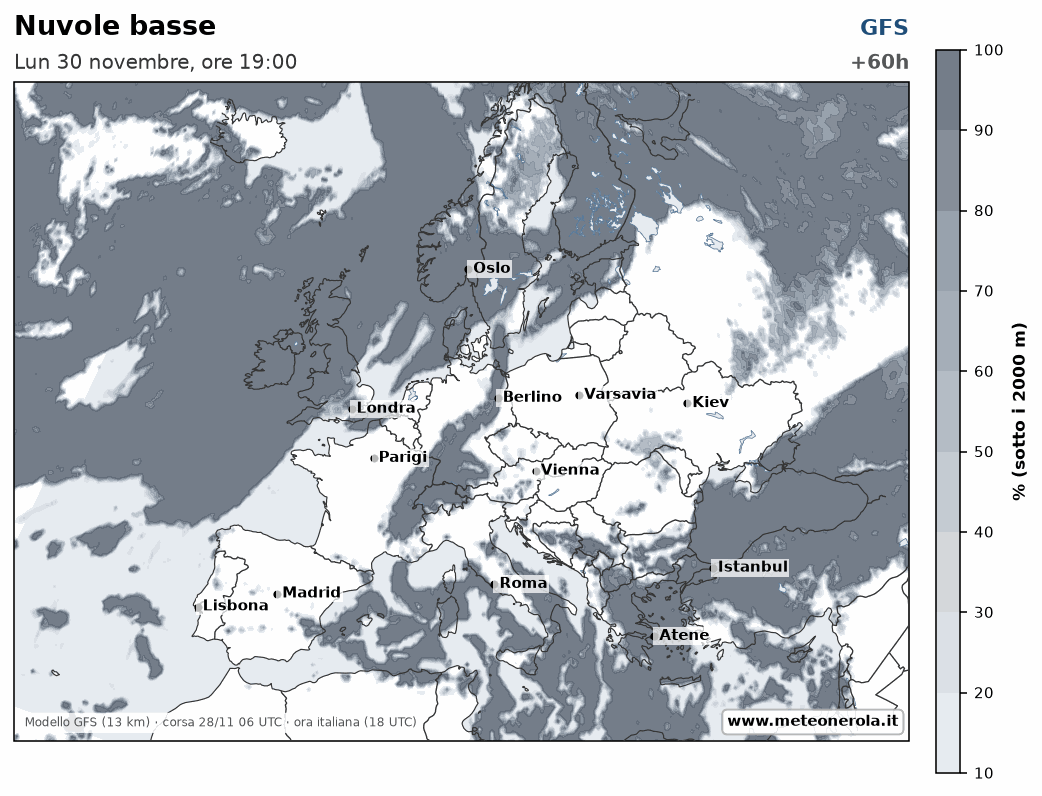 Nuvole basse
GFS
Lun 30 novembre, ore 19:00
+60h
100
90
80
70
60
50
40
30
20
10
% (sotto i 2000 m)
Oslo
Londra
Berlino
Varsavia
Kiev
Parigi
Vienna
Istanbul
Roma
Madrid
Lisbona
Atene
Modello GFS (13 km) · corsa 28/11 06 UTC · ora italiana (18 UTC)
www.meteonerola.it